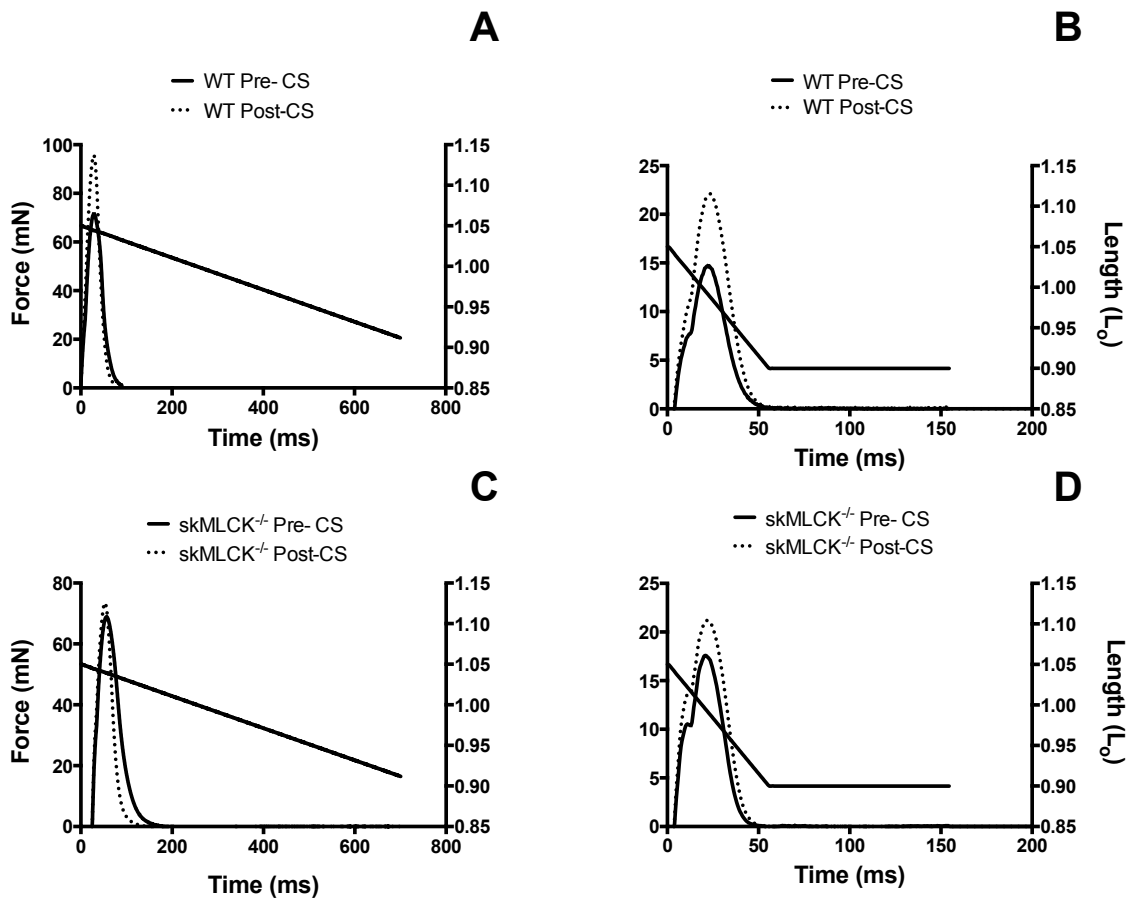 A
WT Pre- CS
WT Post-CS
100
80
60
40
20
0
1.15
1.10
1.05
1.00
0.95
0.90
0.85
0 200 400 600 800
Force (mN)
Time (ms)
B
WT Pre-CS
WT Post-CS
25
20
15
10
5
0
1.15
1.10
1.05
1.00
0.95
0.90
0.85
0 50 100 150 200
Length (Lo)
Time (ms)
C
skMLCK-/- Pre- CS
skMLCK-/- Post-CS
80
60
40
20
0
1.15
1.10
1.05
1.00
0.95
0.90
0.85
0 200 400 600 800
Force (mN)
Time (ms)
D
skMLCK-/- Pre- CS
skMLCK-/- Post-CS
25
20
15
10
5
0
1.15
1.10
1.05
1.00
0.95
0.90
0.85
0 50 100 150 200
Length (Lo)
Time (ms)